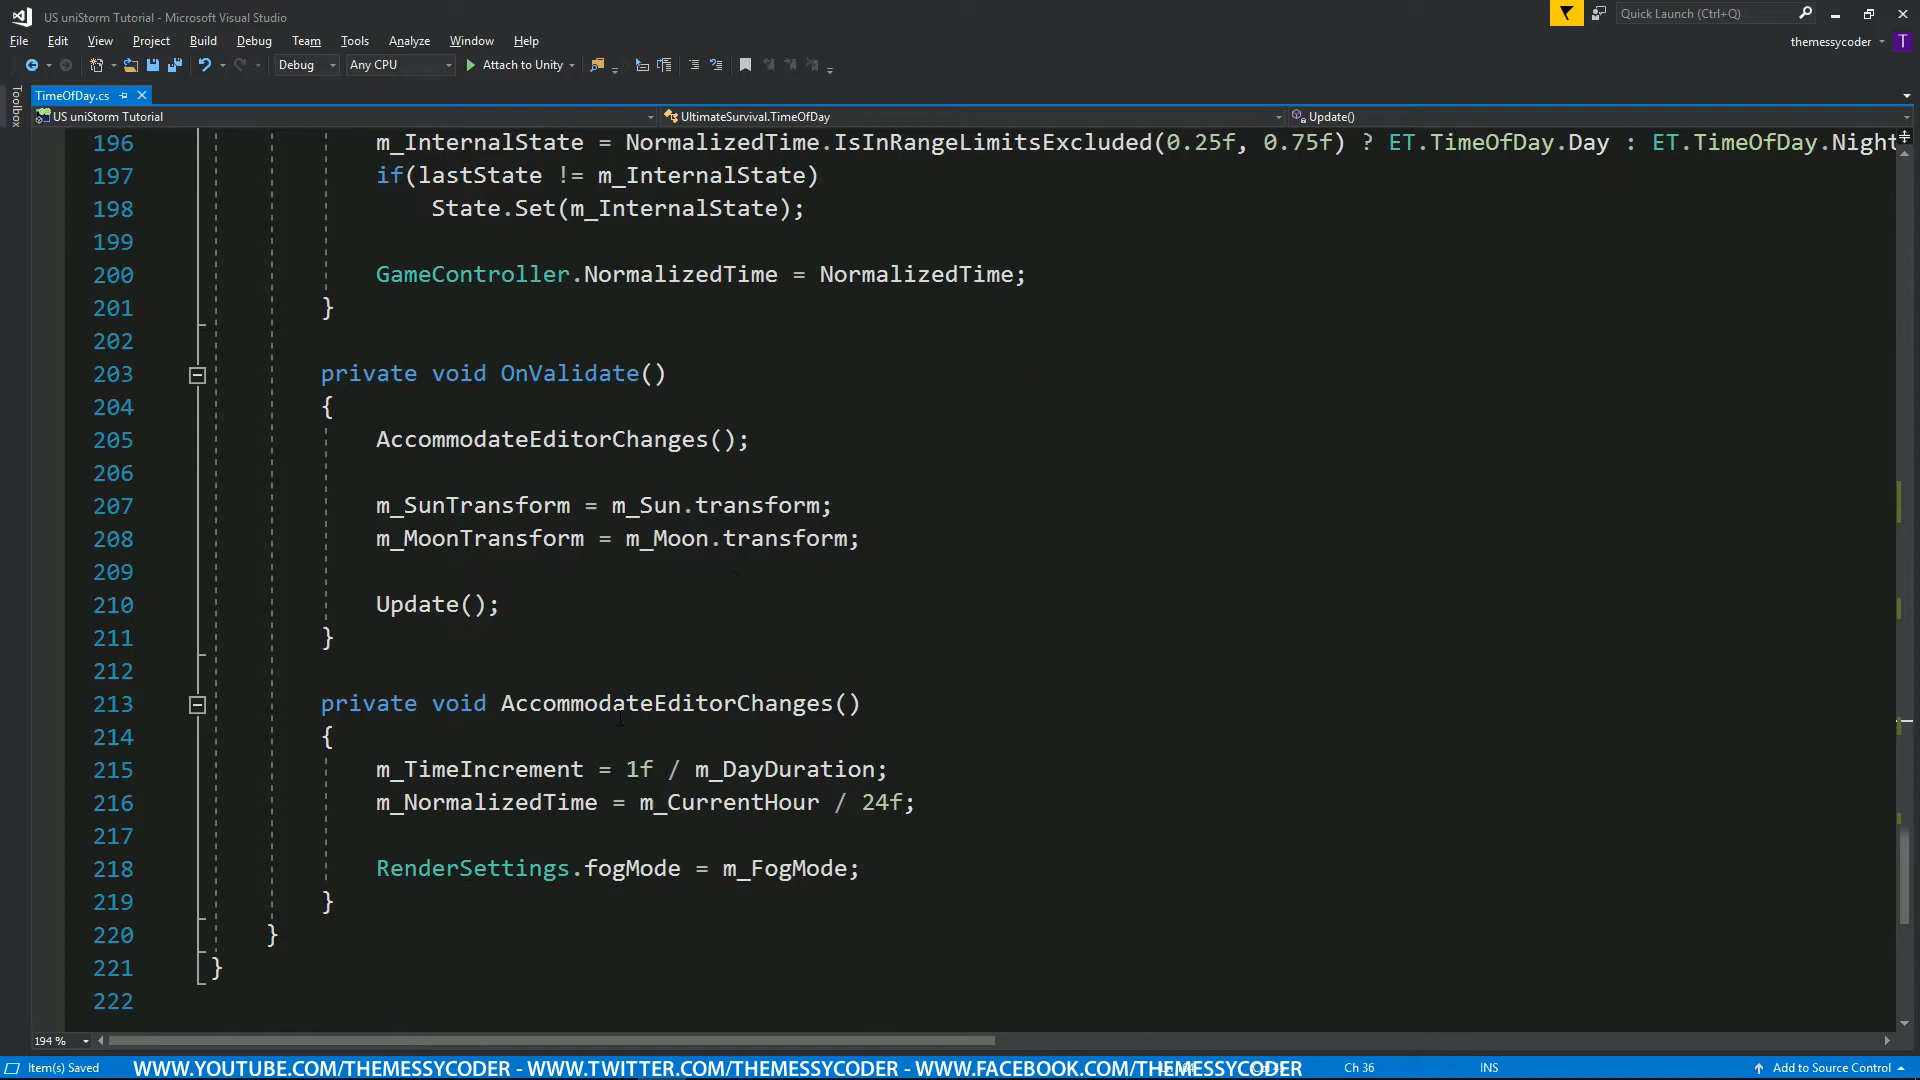 US uniStorm Tutorial - Microsoft Visual Studio
Quick Launch (Ctrl+Q)
File Edit View Project Build Debug Team Tools Analyze Window Help
themessycoder T
Debug Any CPU Attach to Unity
Toolbox
TimeOfDay.cs
US uniStorm Tutorial UltimateSurvival.TimeOfDay Update()
196 m_InternalState = NormalizedTime.IsInRangeLimitsExcluded(0.25f, 0.75f) ? ET.TimeOfDay.Day : ET.TimeOfDay.Night
197 if(lastState != m_InternalState)
198 State.Set(m_InternalState);
199
200 GameController.NormalizedTime = NormalizedTime;
201 }
202
203 private void OnValidate()
204 {
205 AccommodateEditorChanges();
206
207 m_SunTransform = m_Sun.transform;
208 m_MoonTransform = m_Moon.transform;
209
210 Update();
211 }
212
213 private void AccommodateEditorChanges()
214 {
215 m_TimeIncrement = 1f / m_DayDuration;
216 m_NormalizedTime = m_CurrentHour / 24f;
217
218 RenderSettings.fogMode = m_FogMode;
219 }
220 }
221 }
222
194 %
Item(s) Saved WWW.YOUTUBE.COM/THEMESSYCODER - WWW.TWITTER.COM/THEMESSYCODER - WWW.FACEBOOK.COM/THEMESSYCODER Ch 36 INS Add to Source Control